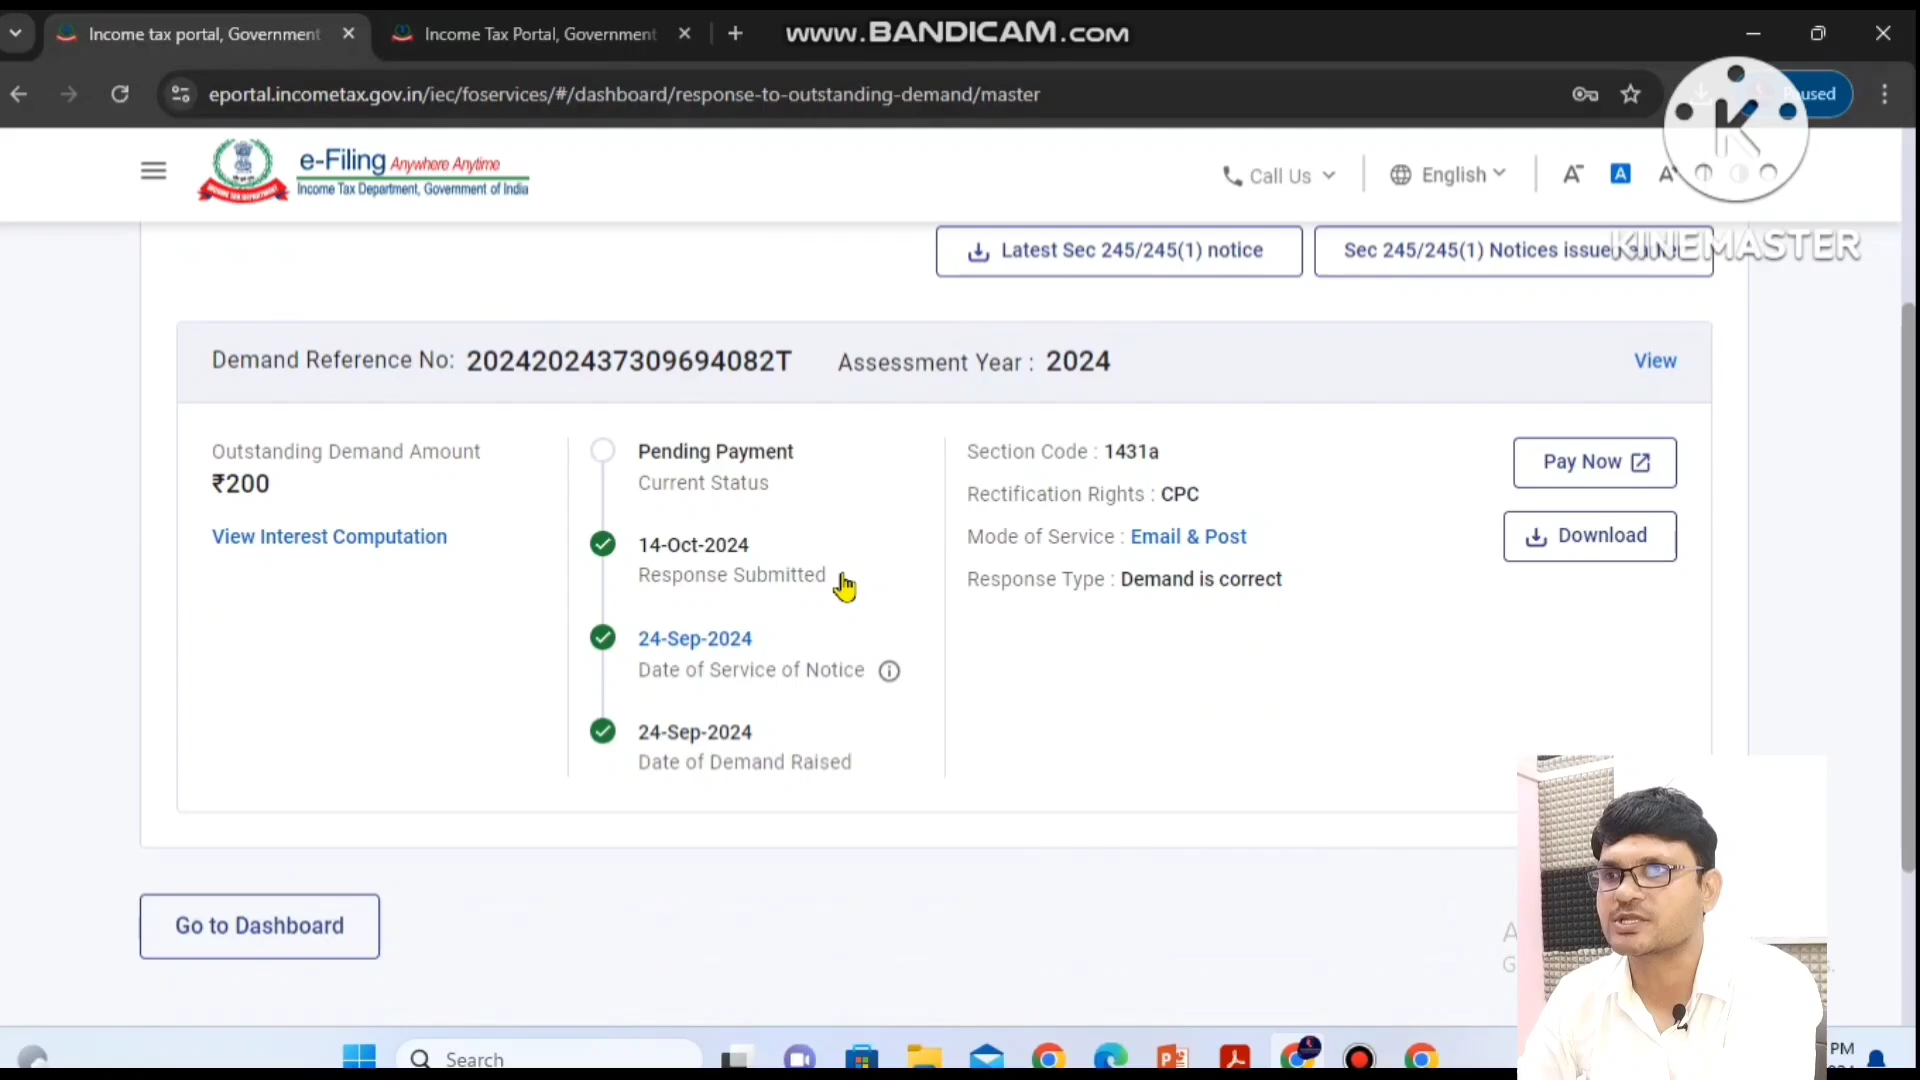 Income tax portal, Government
Income Tax Portal, Government
www.BANDICAM.com
eportal.incometax.gov.in/iec/foservices/#/dashboard/response-to-outstanding-demand/master
e-Filing Anywhere Anytime
Income Tax Department, Government of India
Call Us
English
A
A
A
KINEMASTER
Latest Sec 245/245(1) notice
Sec 245/245(1) Notices
Demand Reference No: 2024202437309694082T
Assessment Year : 2024
View
Outstanding Demand Amount
₹200
View Interest Computation
Pending Payment
Current Status
14-Oct-2024
Response Submitted
24-Sep-2024
Date of Service of Notice
24-Sep-2024
Date of Demand Raised
Section Code : 1431a
Rectification Rights : CPC
Mode of Service : Email & Post
Response Type : Demand is correct
Pay Now
Download
Go to Dashboard
Search
PM